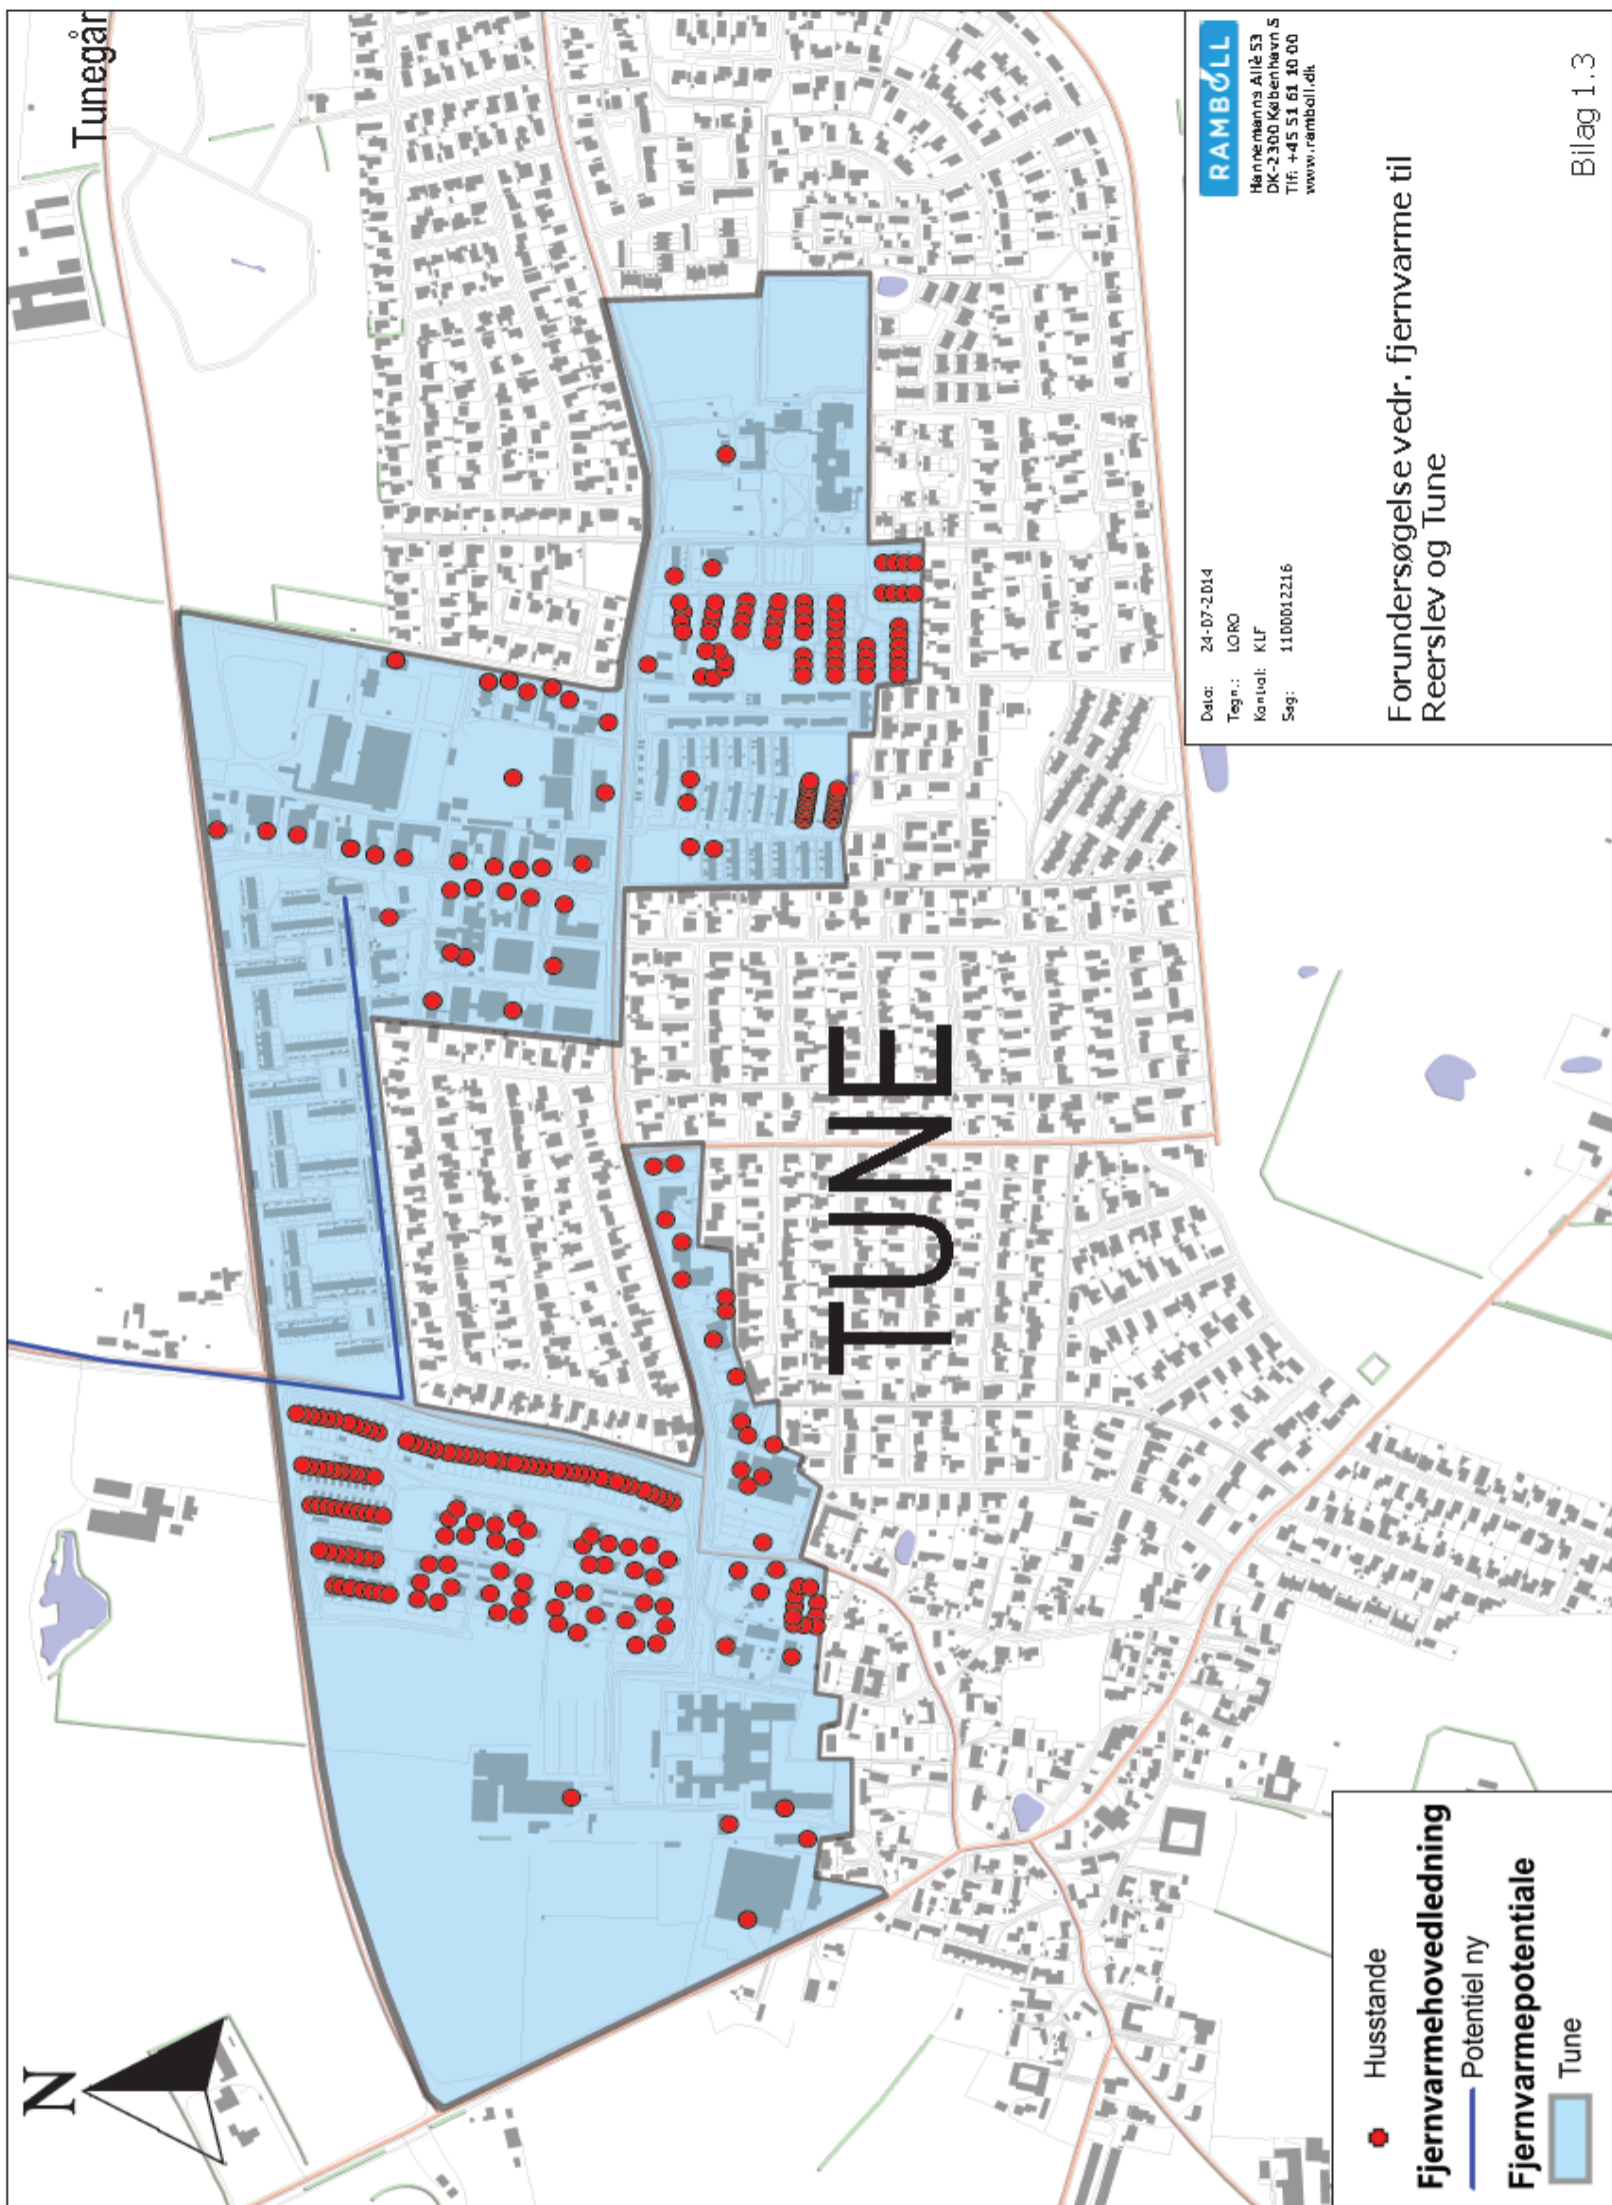 Tunegår
N
TUNE
RAMBØLL
Hannemanns Allé 53
DK-2300 København S
Tlf: +45 51 61 10 00
www.ramboll.dk
Dato: 24-07-2014
Tegn.: LORO
Kontrol: KLF
Sag: 1100012216
Forundersøgelse vedr. fjernvarme til
Reerslev og Tune
Bilag 1.3
Husstande
Fjernvarmehovedledning
Potentiel ny
Fjernvarmepotentiale
Tune